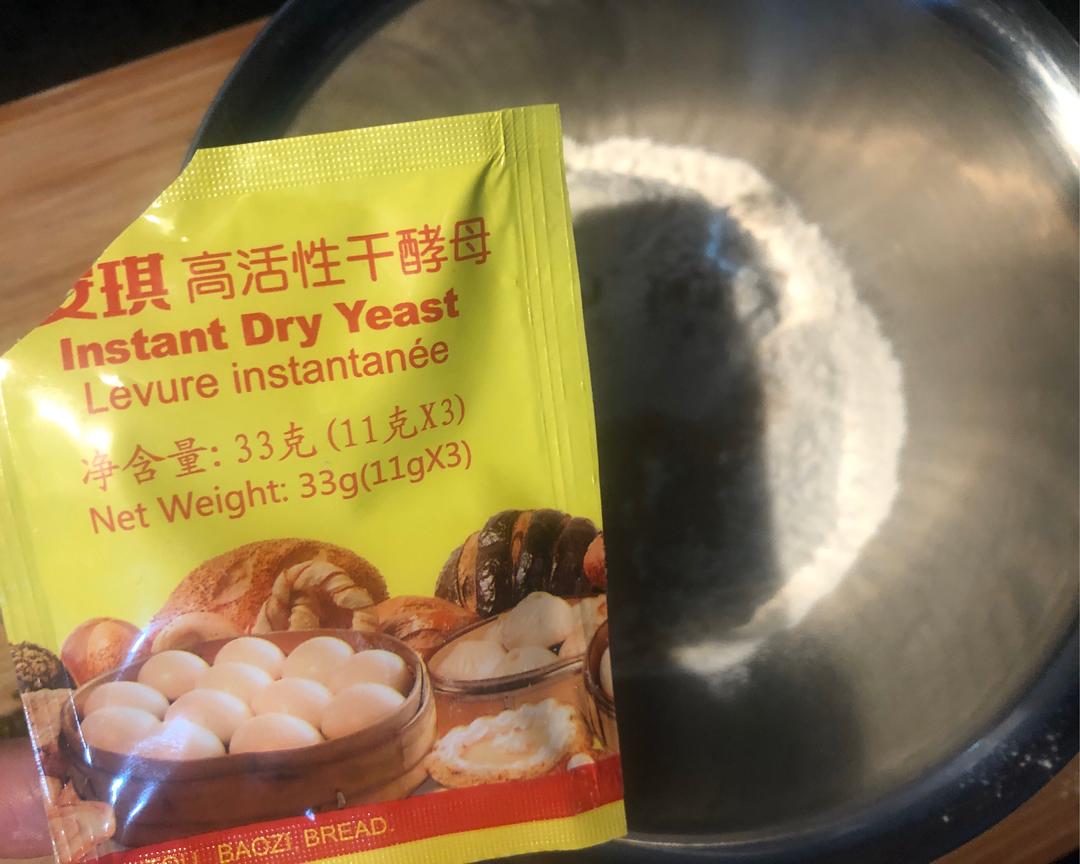 琪 高活性干酵母
Instant Dry Yeast
Levure instantanée
净含量: 33克 (11克X3)
Net Weight: 33g(11gX3)
BAOZI, BREAD.